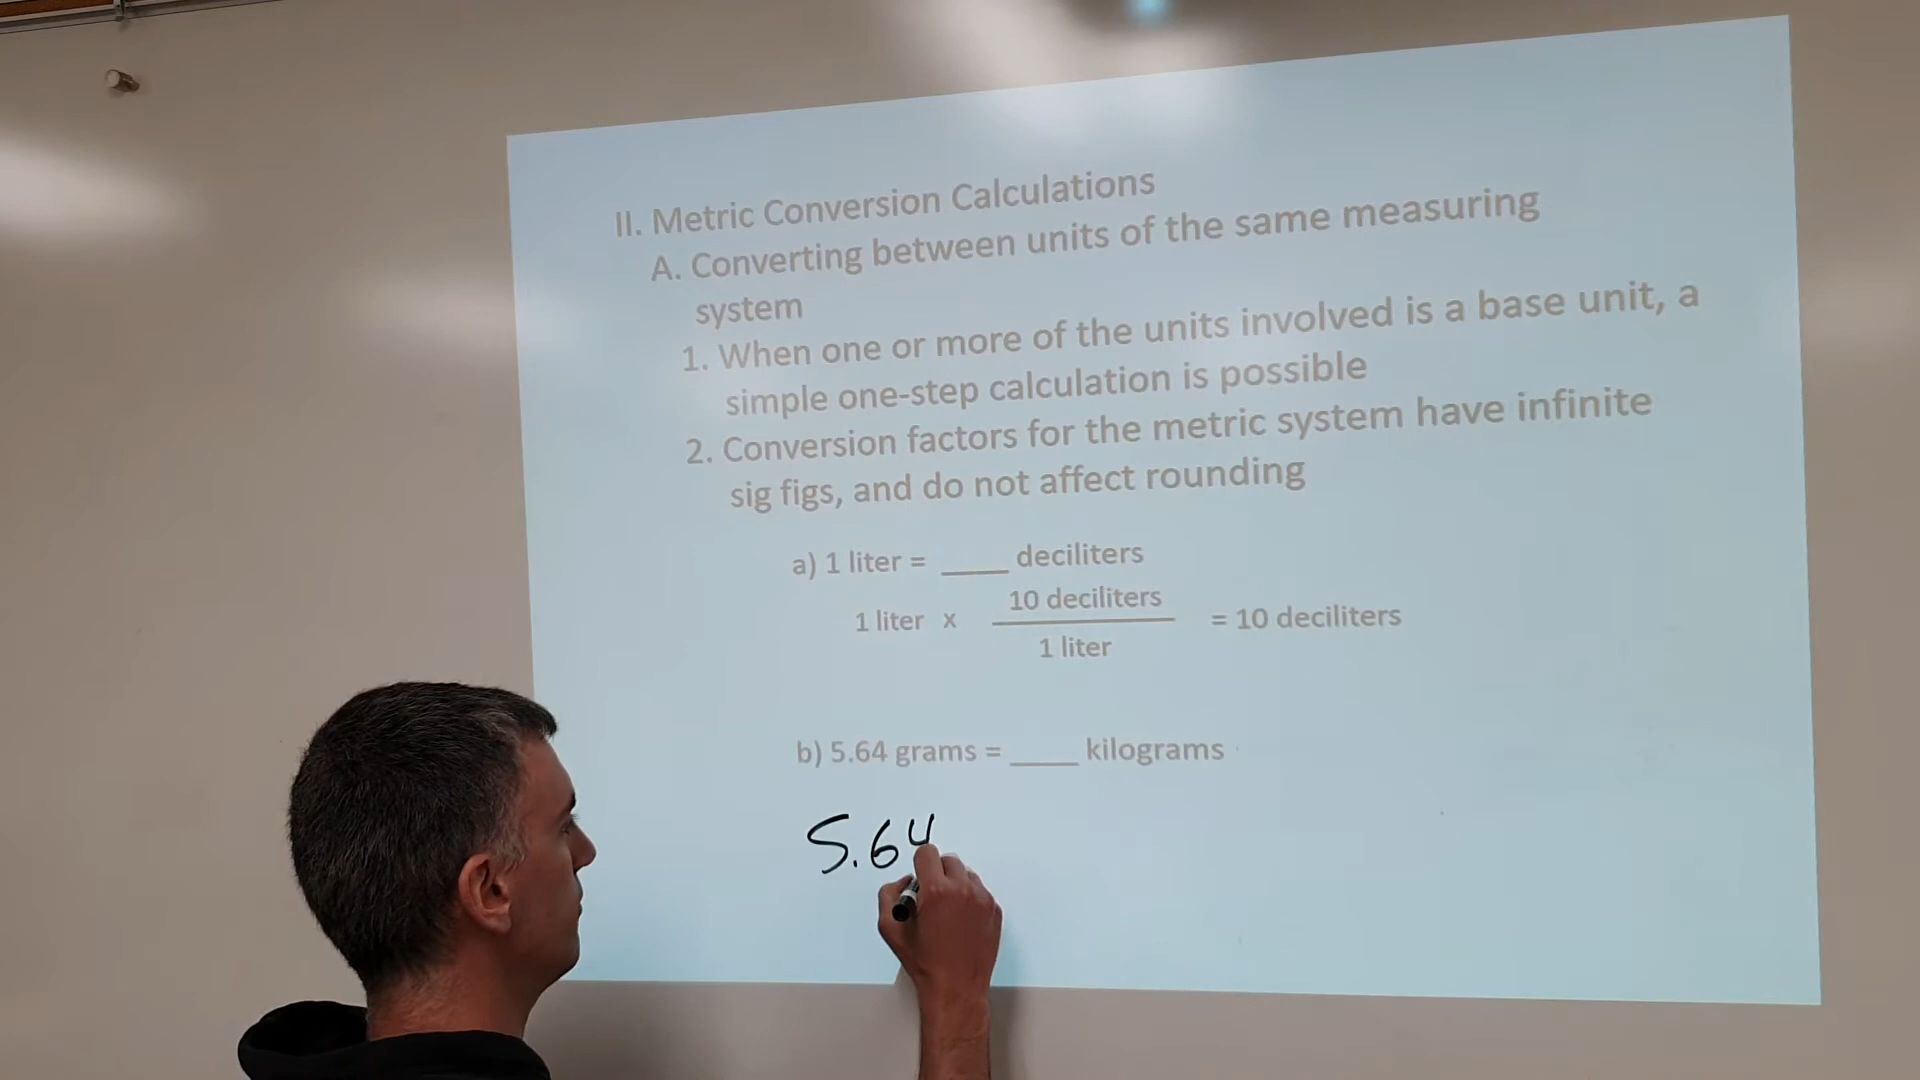 II. Metric Conversion Calculations
A. Converting between units of the same measuring
system
1. When one or more of the units involved is a base unit, a
simple one-step calculation is possible
2. Conversion factors for the metric system have infinite
sig figs, and do not affect rounding
a) 1 liter = ____ deciliters
1 liter x 10 deciliters = 10 deciliters
1 liter
b) 5.64 grams = ____ kilograms
5.64